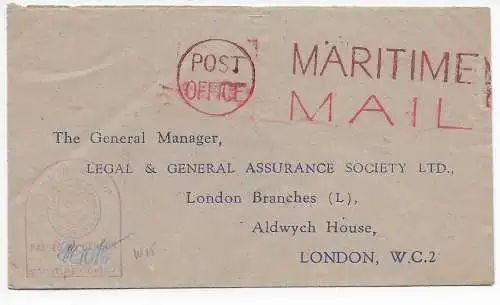 POST
OFFICE
MARITIME
MAIL
The General Manager,
LEGAL & GENERAL ASSURANCE SOCIETY LTD.,
London Branches (L),
Aldwych House,
LONDON, W.C.2